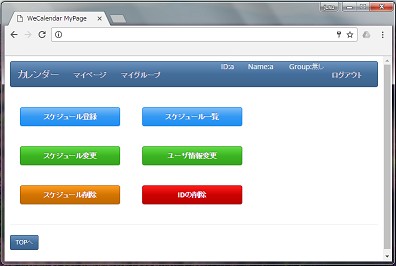 WeCalendar MyPage
ID:a Name:a Group:無し
カレンダー マイページ マイグループ ログアウト
スケジュール登録 スケジュール一覧
スケジュール変更 ユーザ情報変更
スケジュール削除 IDの削除
TOPへ